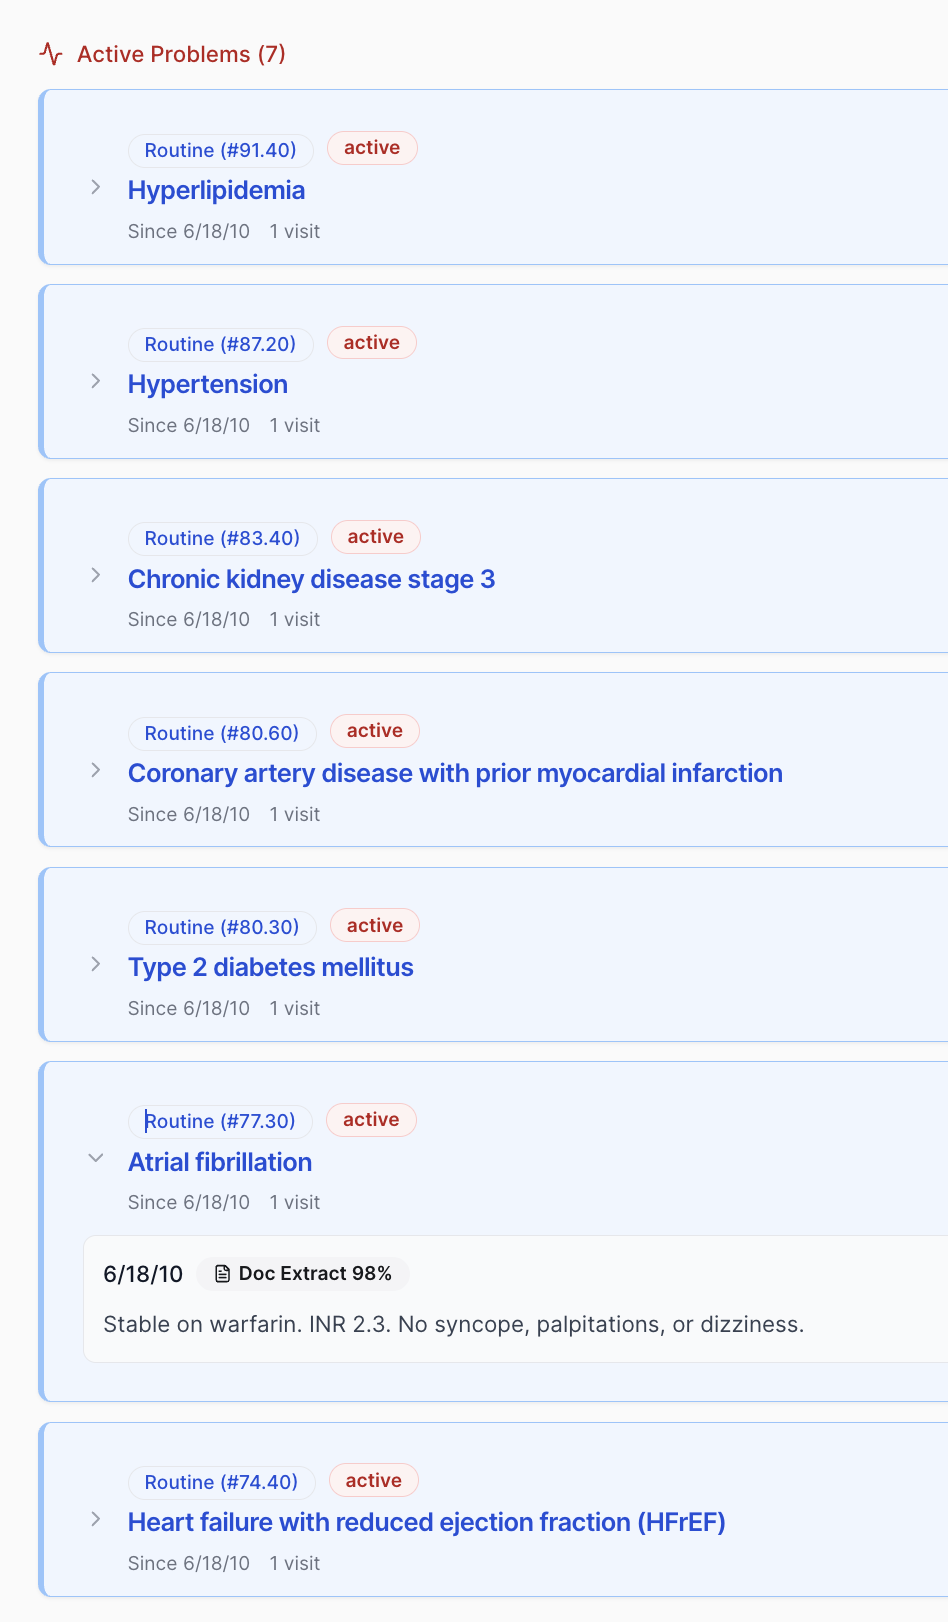 Active Problems (7)
Routine (#91.40) active
Hyperlipidemia
Since 6/18/10 1 visit
Routine (#87.20) active
Hypertension
Since 6/18/10 1 visit
Routine (#83.40) active
Chronic kidney disease stage 3
Since 6/18/10 1 visit
Routine (#80.60) active
Coronary artery disease with prior myocardial infarction
Since 6/18/10 1 visit
Routine (#80.30) active
Type 2 diabetes mellitus
Since 6/18/10 1 visit
Routine (#77.30) active
Atrial fibrillation
Since 6/18/10 1 visit
6/18/10 Doc Extract 98%
Stable on warfarin. INR 2.3. No syncope, palpitations, or dizziness.
Routine (#74.40) active
Heart failure with reduced ejection fraction (HFrEF)
Since 6/18/10 1 visit